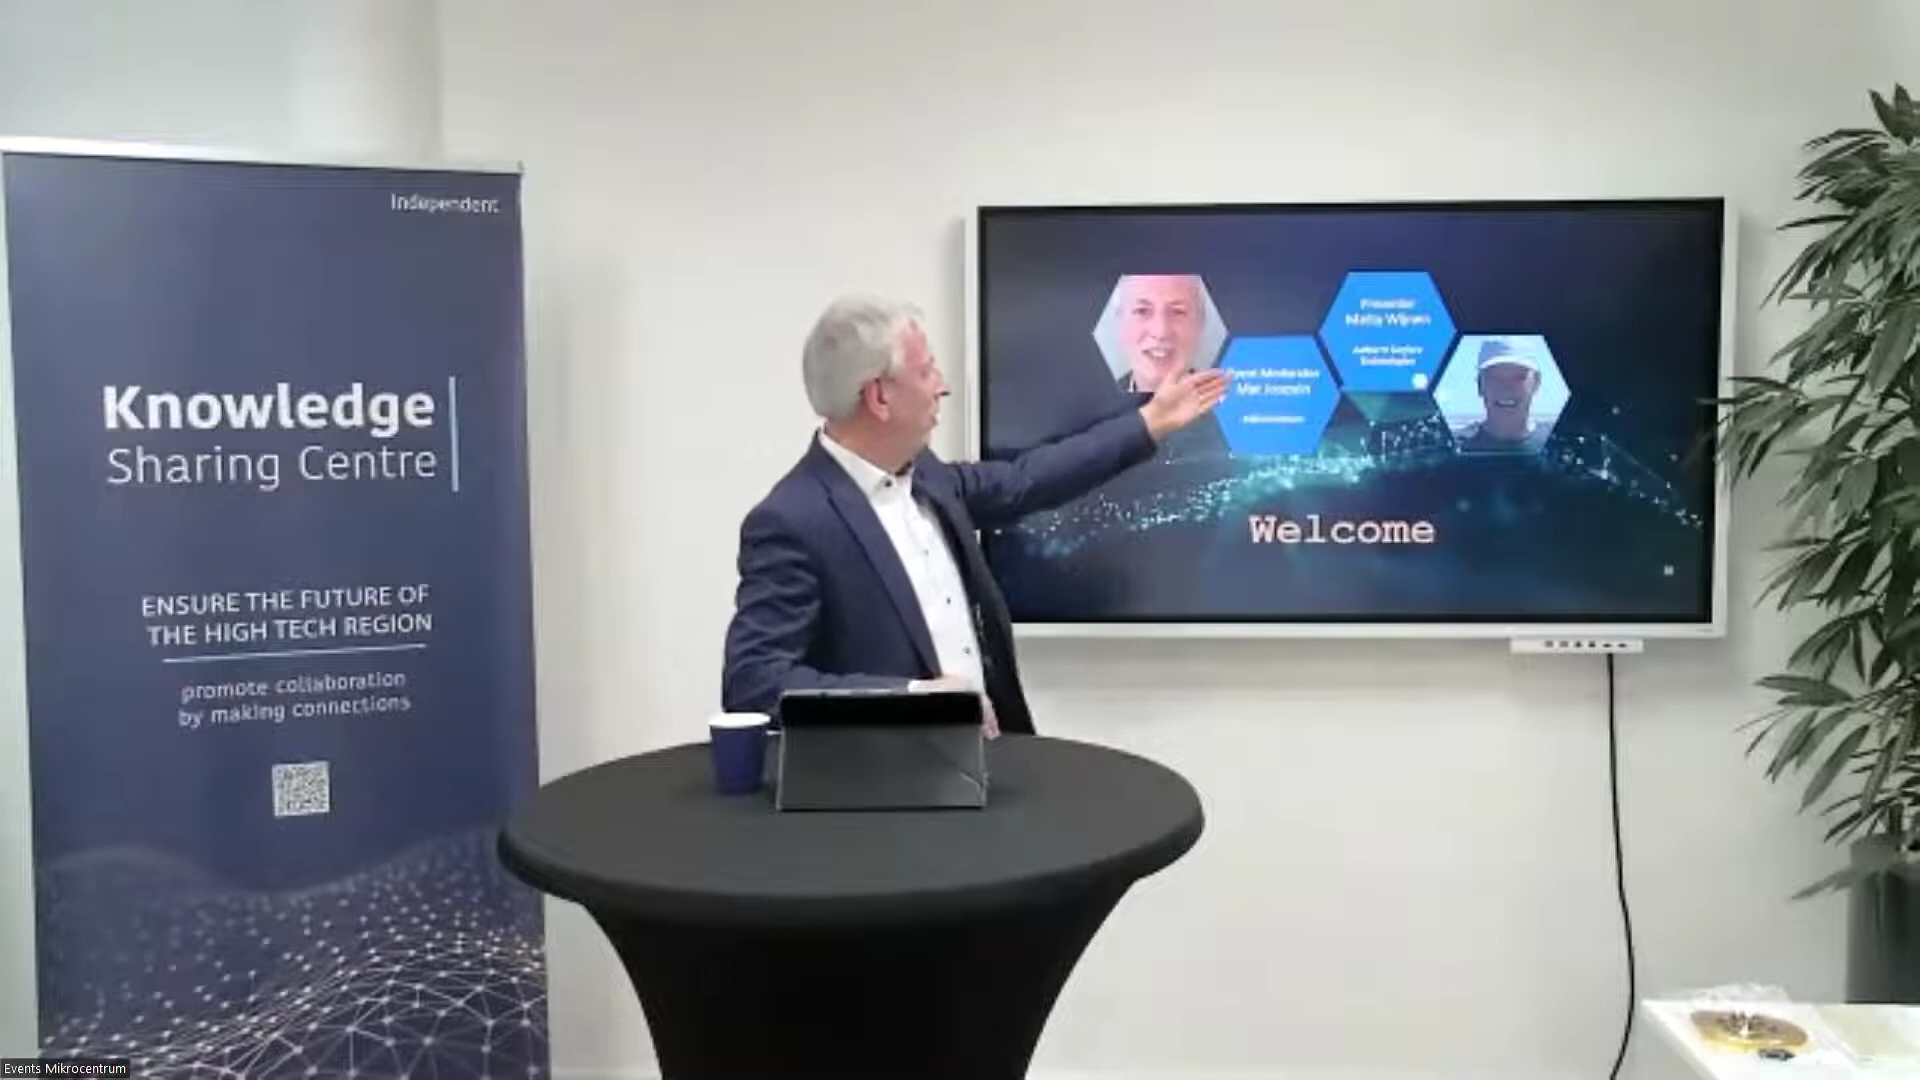 Independent
Knowledge
Sharing Centre
ENSURE THE FUTURE OF
THE HIGH TECH REGION
promote collaboration
by making connections
Presenter
Event Moderator
Welcome
Events Mikrocentrum